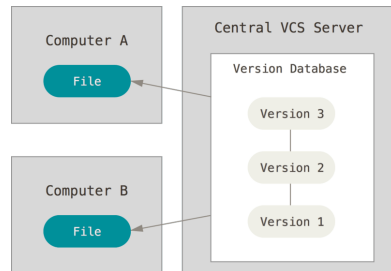 Computer A
File
Computer B
File
Central VCS Server
Version Database
Version 3
Version 2
Version 1